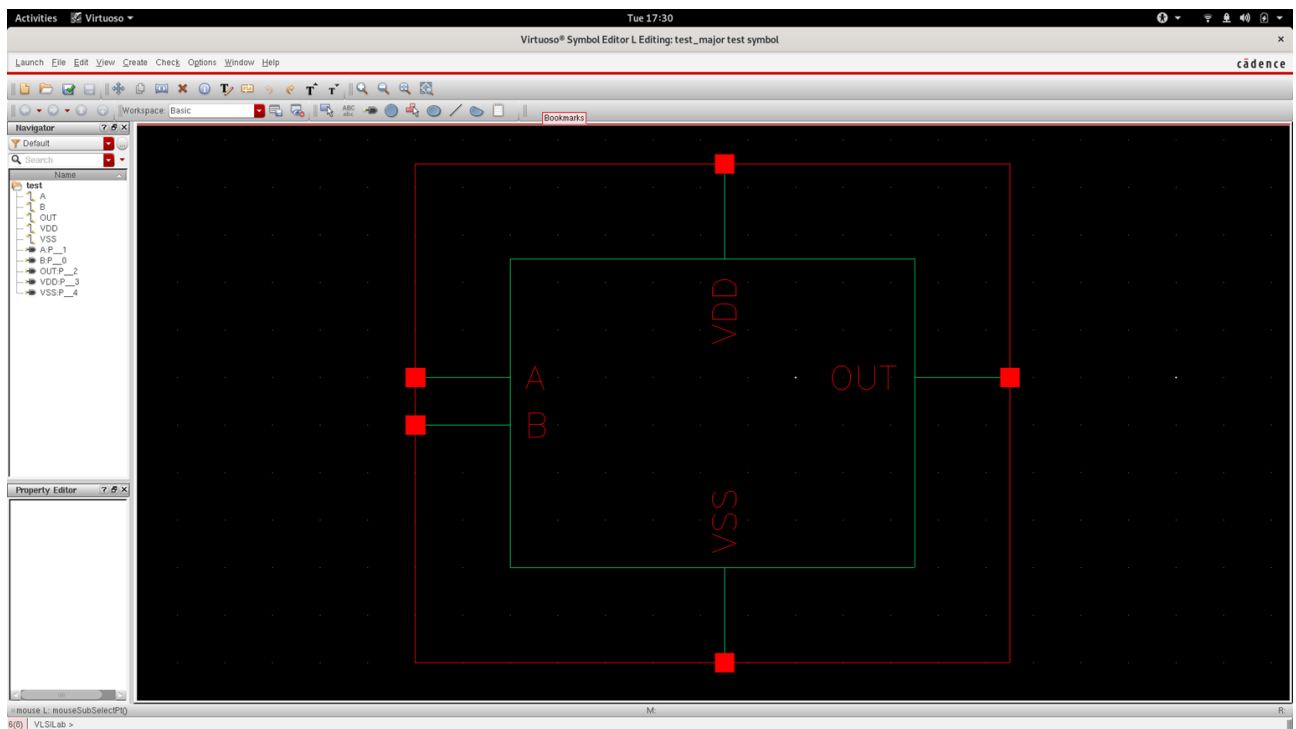 Activities Virtuoso Tue 17:30
Virtuoso® Symbol Editor L Editing: test_major test symbol
Launch File Edit View Create Check Options Window Help cādence
Workspace: Basic
Bookmarks
Navigator
Default
Search
Name
test
A
B
OUT
VDD
VSS
A:P__1
B:P__0
OUT:P__2
VDD:P__3
VSS:P__4
Property Editor
VDD
A
OUT
B
VSS
mouse L: mouseSubSelectPt() M: R:
6(8) VLSILab >